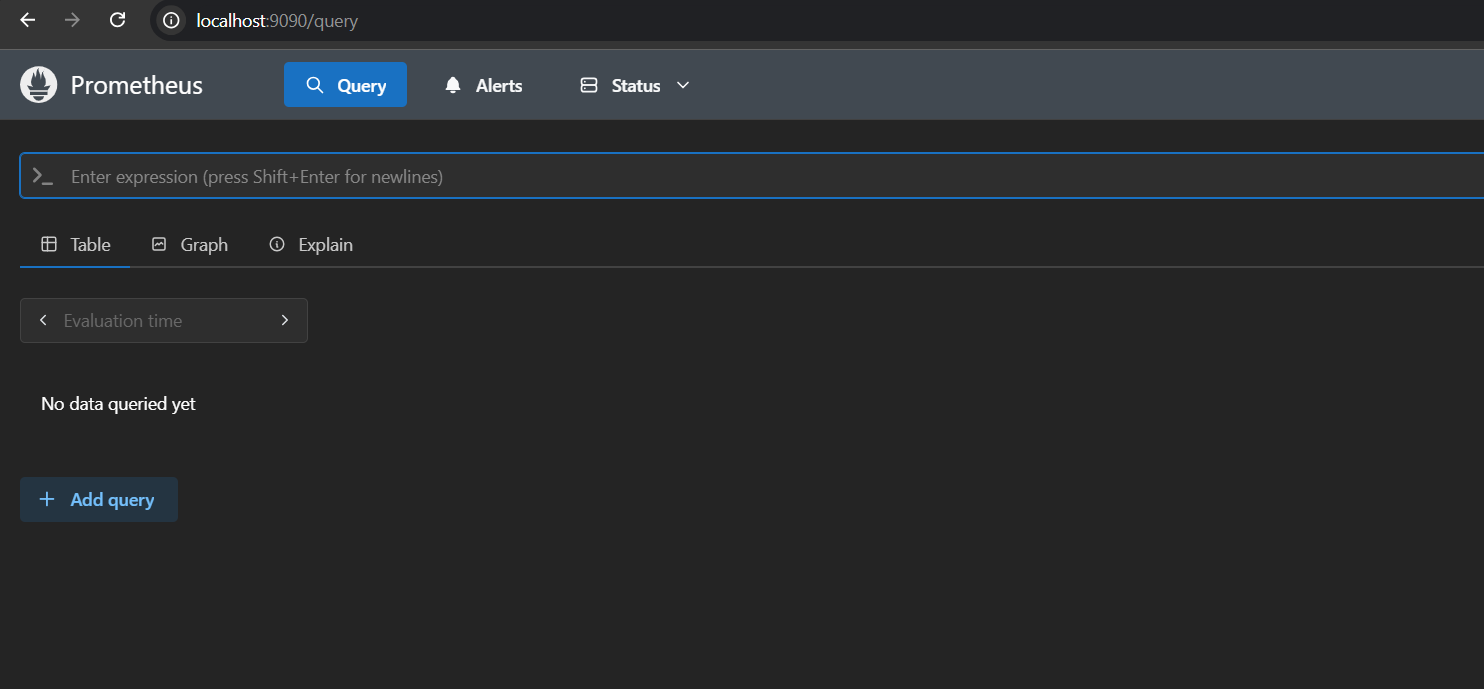 localhost:9090/query
Prometheus Query Alerts Status
Enter expression (press Shift+Enter for newlines)
Table Graph Explain
Evaluation time
No data queried yet
Add query